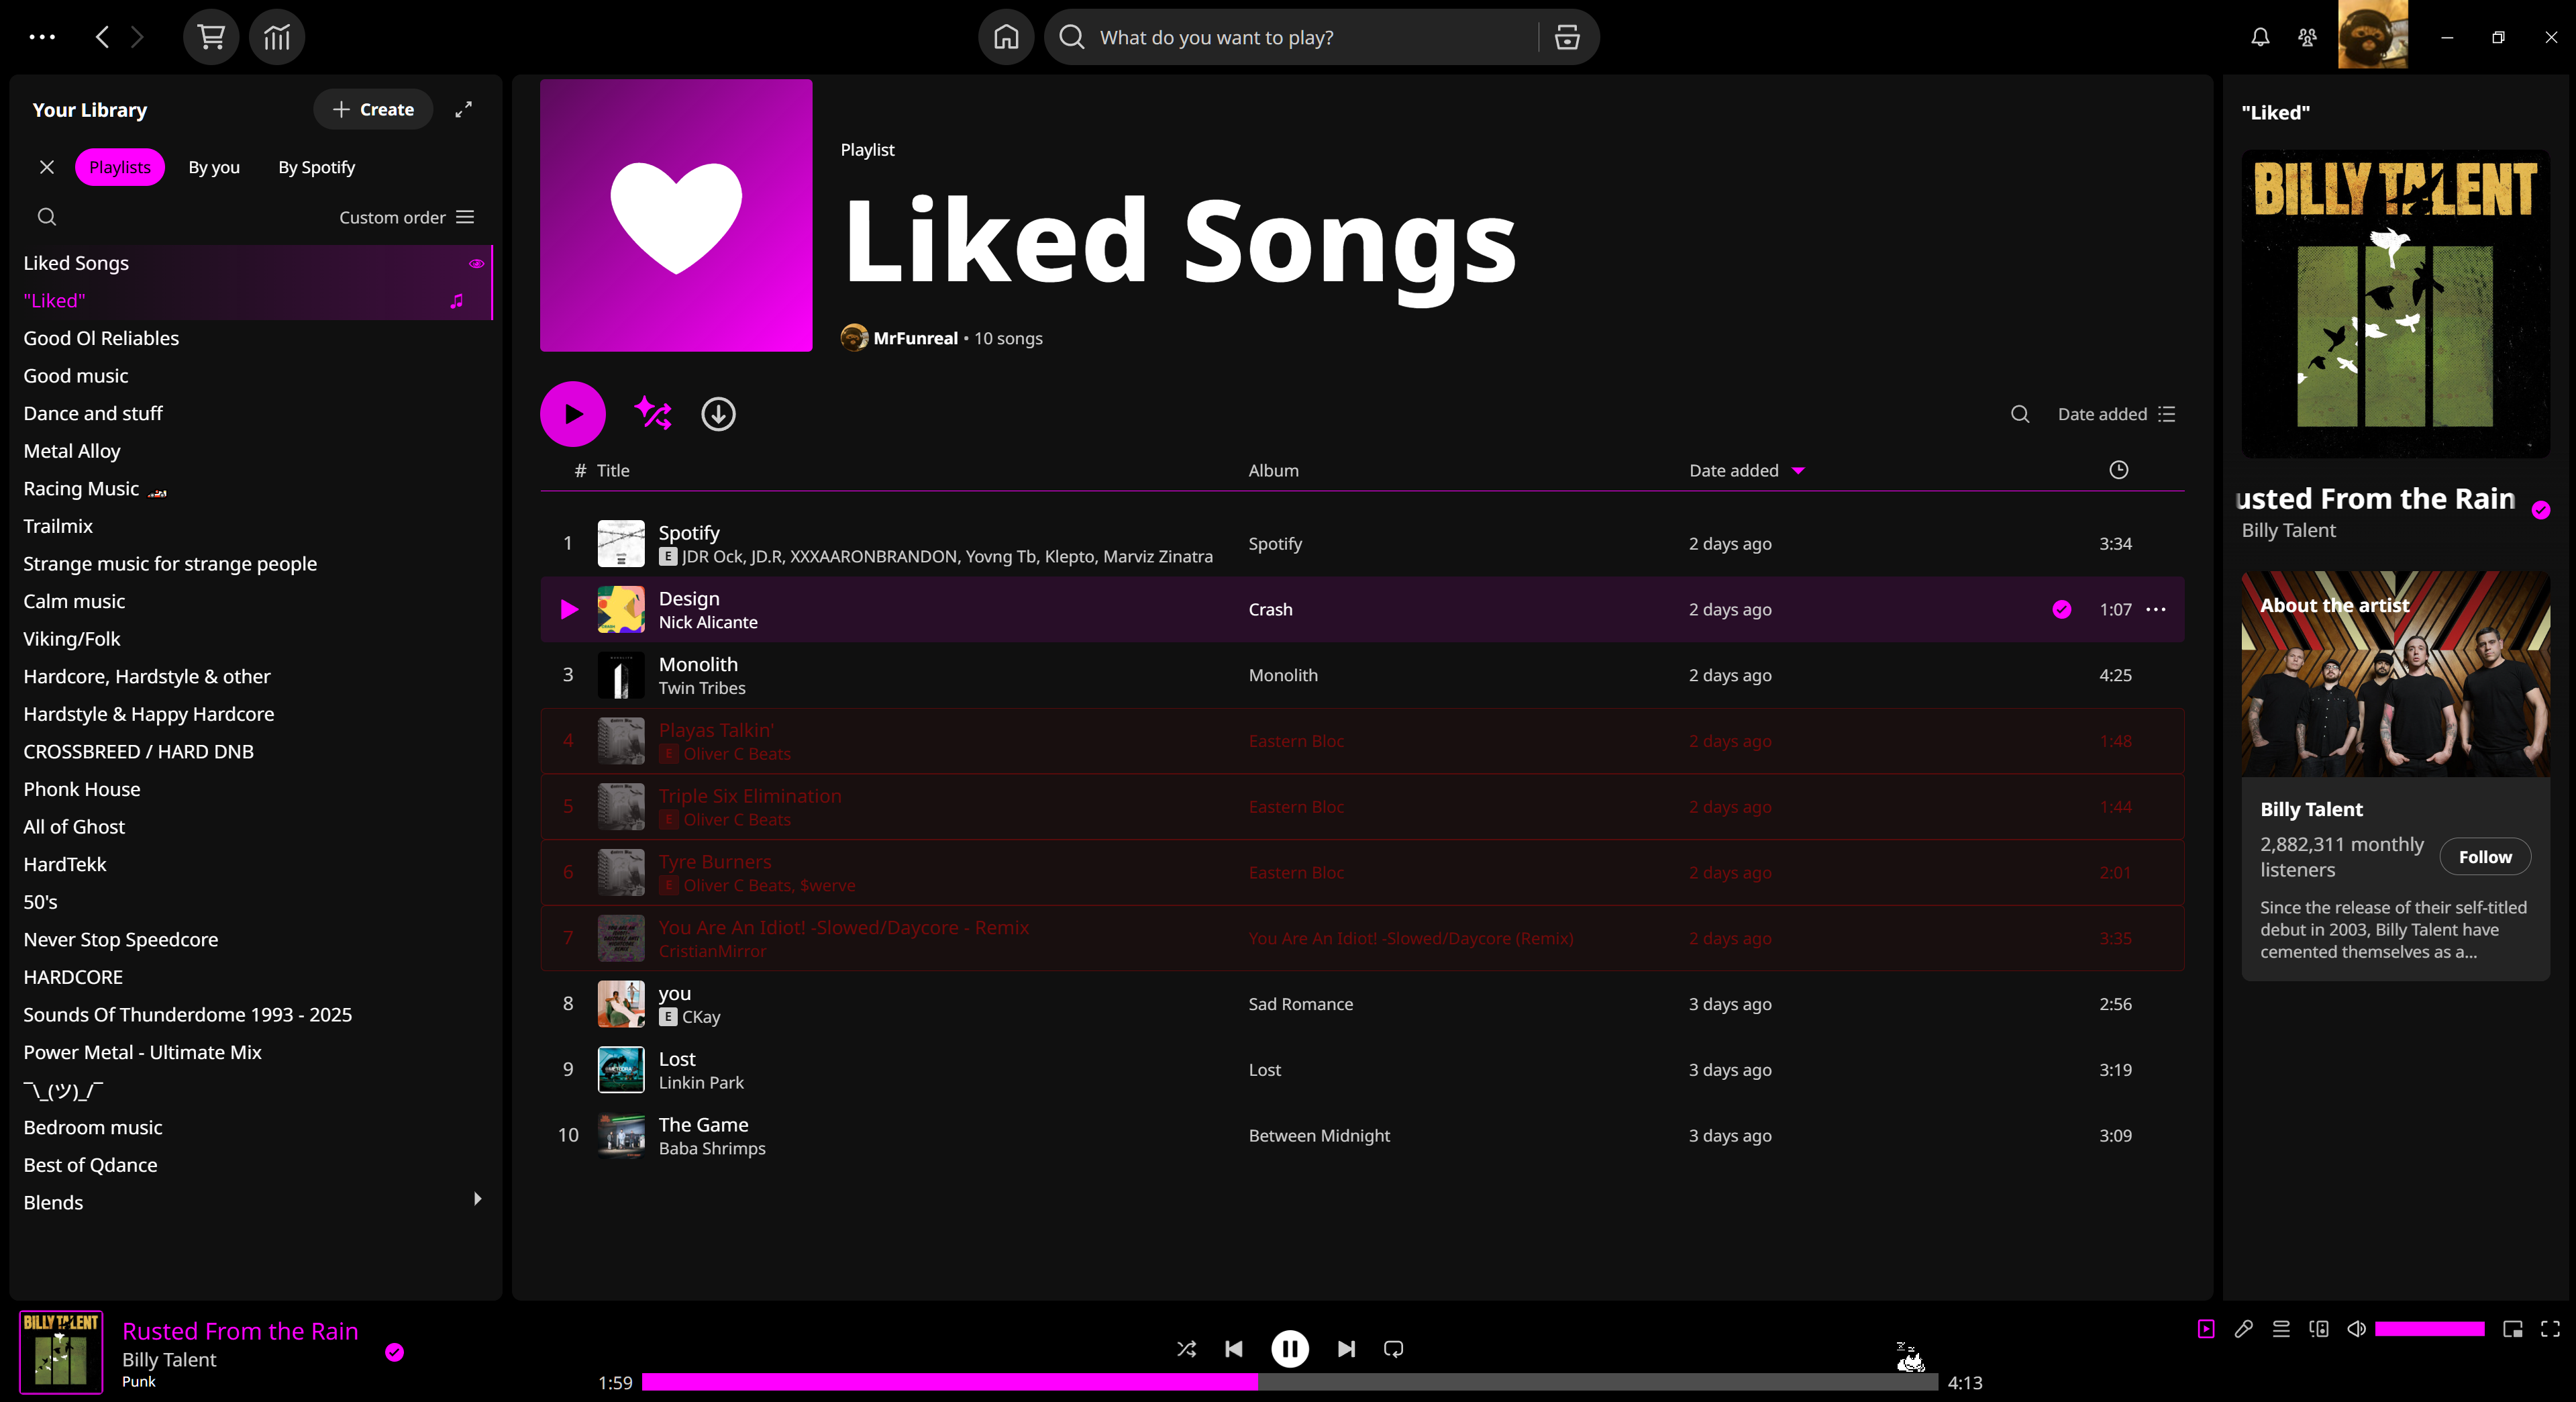 What do you want to play?
Your Library
Create
Playlists
By you
By Spotify
Custom order
Liked Songs
"Liked"
Good Ol Reliables
Good music
Dance and stuff
Metal Alloy
Racing Music
Trailmix
Strange music for strange people
Calm music
Viking/Folk
Hardcore, Hardstyle & other
Hardstyle & Happy Hardcore
CROSSBREED / HARD DNB
Phonk House
All of Ghost
HardTekk
50's
Never Stop Speedcore
HARDCORE
Sounds Of Thunderdome 1993 - 2025
Power Metal - Ultimate Mix
¯\_(ツ)_/¯
Bedroom music
Best of Qdance
Blends
Playlist
Liked Songs
MrFunreal • 10 songs
Date added
# Title Album Date added
1 Spotify Spotify 2 days ago 3:34
E JDR Ock, JD.R, XXXAARONBRANDON, Yovng Tb, Klepto, Marviz Zinatra
Design Crash 2 days ago 1:07
Nick Alicante
3 Monolith Monolith 2 days ago 4:25
Twin Tribes
4 Playas Talkin' Eastern Bloc 2 days ago 1:48
E Oliver C Beats
5 Triple Six Elimination Eastern Bloc 2 days ago 1:44
E Oliver C Beats
6 Tyre Burners Eastern Bloc 2 days ago 2:01
E Oliver C Beats, $werve
7 You Are An Idiot! -Slowed/Daycore - Remix You Are An Idiot! -Slowed/Daycore (Remix) 2 days ago 3:35
CristianMirror
8 you Sad Romance 3 days ago 2:56
E CKay
9 Lost Lost 3 days ago 3:19
Linkin Park
10 The Game Between Midnight 3 days ago 3:09
Baba Shrimps
"Liked"
BILLY TALENT
usted From the Rain
Billy Talent
About the artist
Billy Talent
2,882,311 monthly
listeners
Follow
Since the release of their self-titled
debut in 2003, Billy Talent have
cemented themselves as a...
BILLY TALENT
Rusted From the Rain
Billy Talent
Punk
1:59
4:13